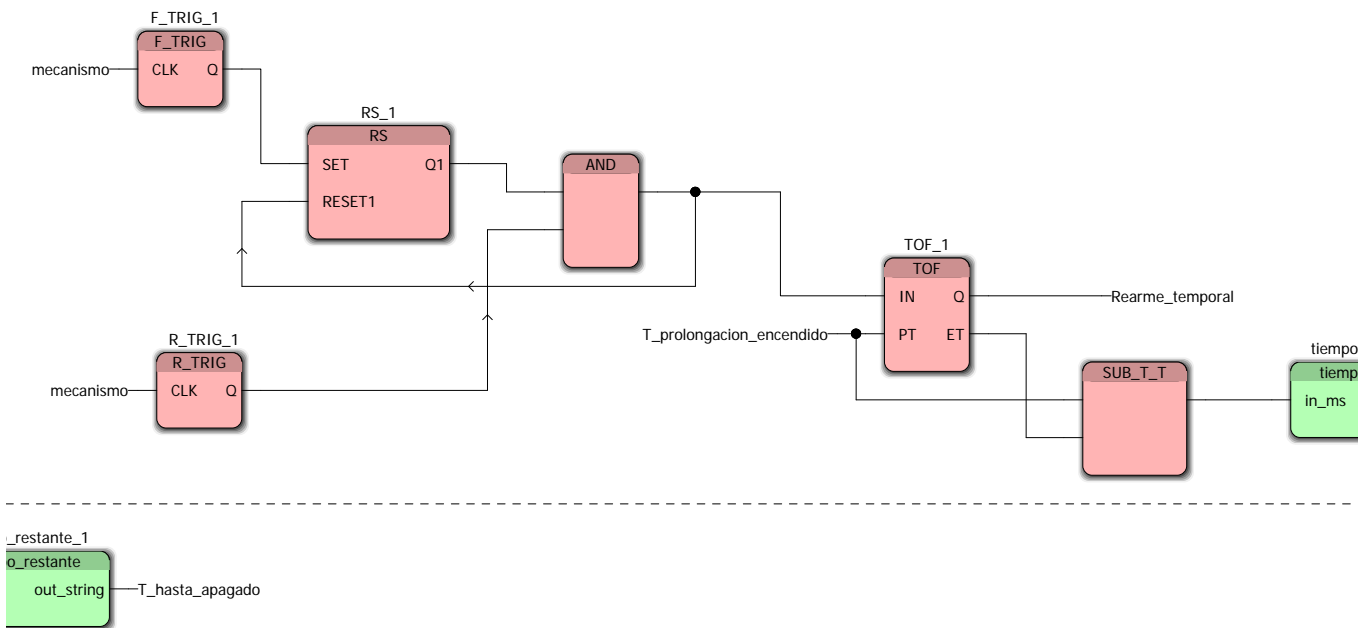 F_TRIG_1
F_TRIG
mecanismo
CLK Q
RS_1
RS
SET Q1
RESET1
AND
TOF_1
TOF
IN Q
Rearme_temporal
T_prolongacion_encendido
PT ET
R_TRIG_1
R_TRIG
mecanismo
CLK Q
SUB_T_T
tiempo
tiemp
in_ms
_restante_1
o_restante
out_string
T_hasta_apagado